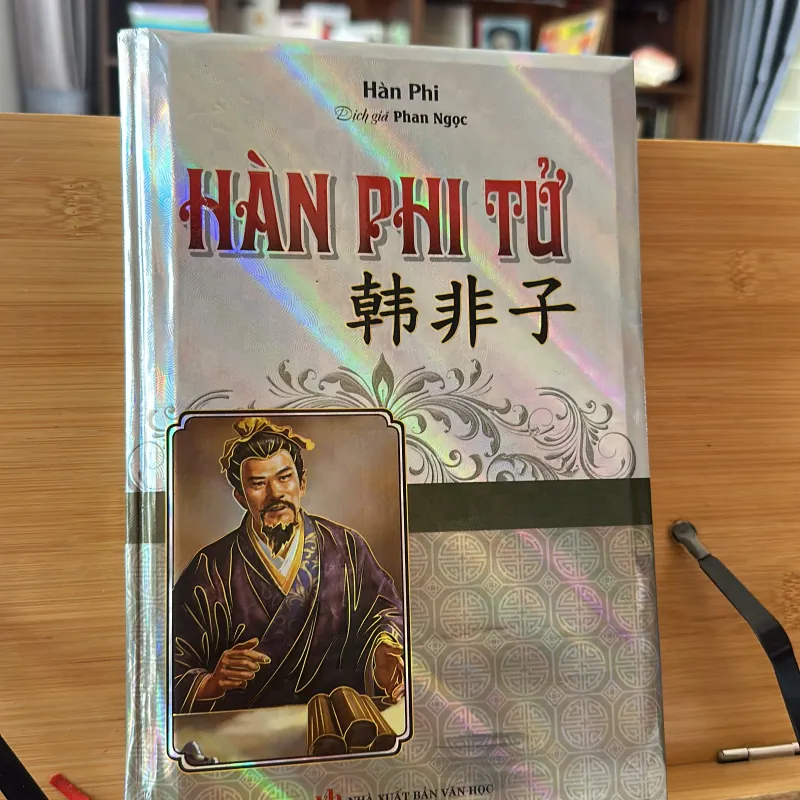 Hàn Phi
Dịch giả Phan Ngọc
HÀN PHI TỬ
韩非子
NHÀ XUẤT BẢN VĂN HỌC